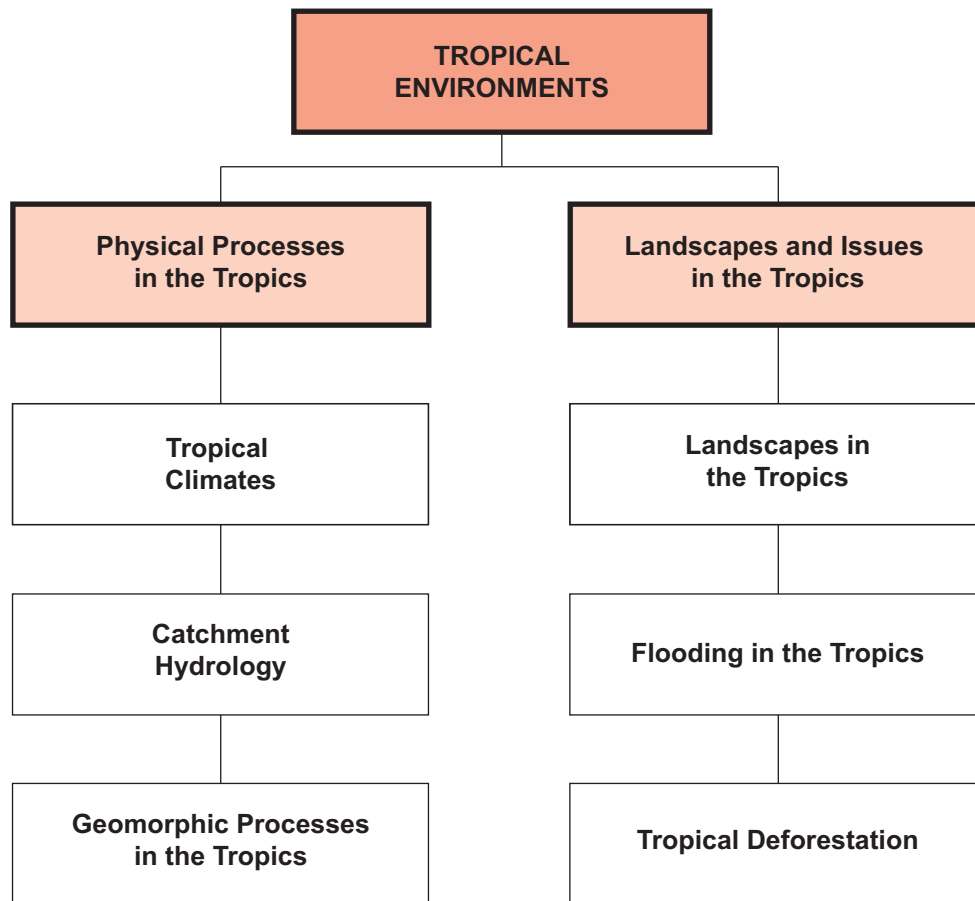 TROPICAL
ENVIRONMENTS
Physical Processes
in the Tropics
Tropical
Climates
Catchment
Hydrology
Geomorphic Processes
in the Tropics
Landscapes and Issues
in the Tropics
Landscapes in
the Tropics
Flooding in the Tropics
Tropical Deforestation